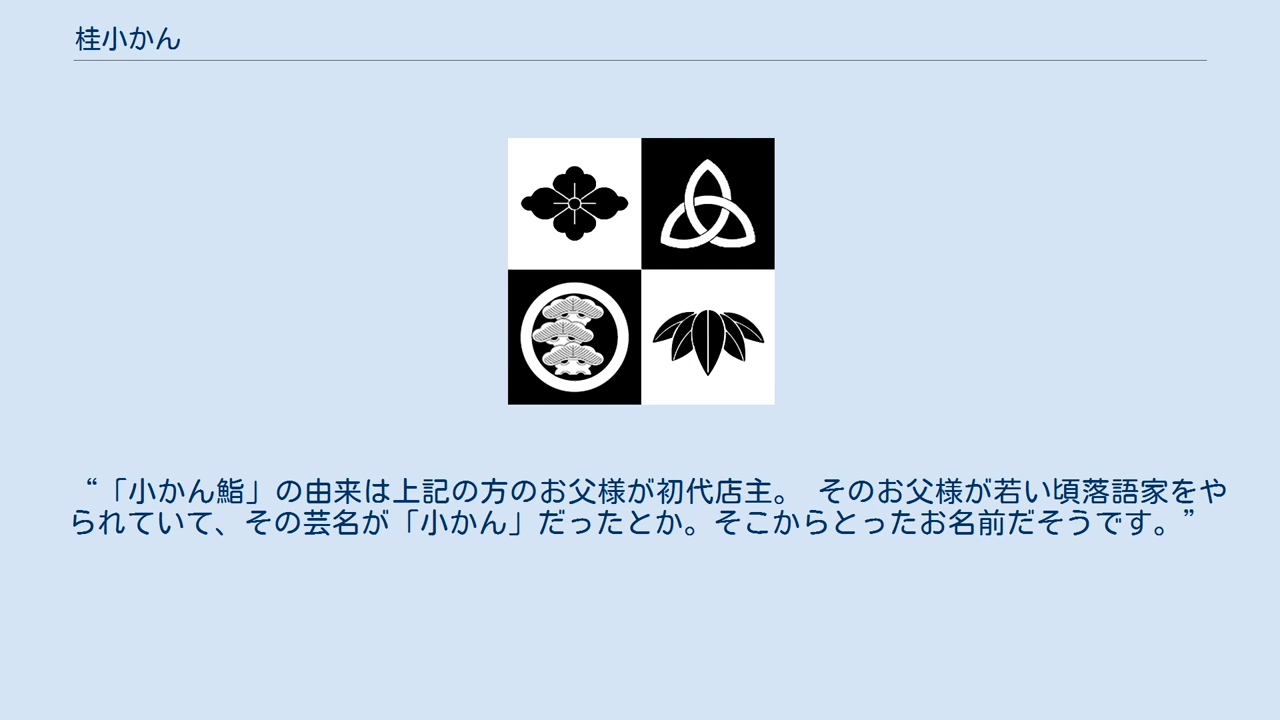 桂小かん
“「小かん鮨」の由来は上記の方のお父様が初代店主。 そのお父様が若い頃落語家をや
られていて、その芸名が「小かん」だったとか。そこからとったお名前だそうです。”